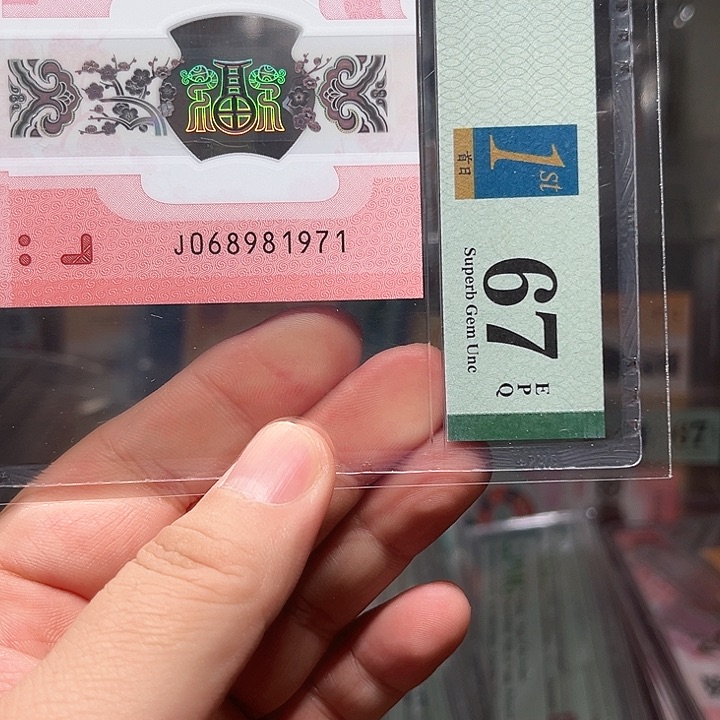 J068981971
1st
首日
67
EPQ
Superb Gem Unc